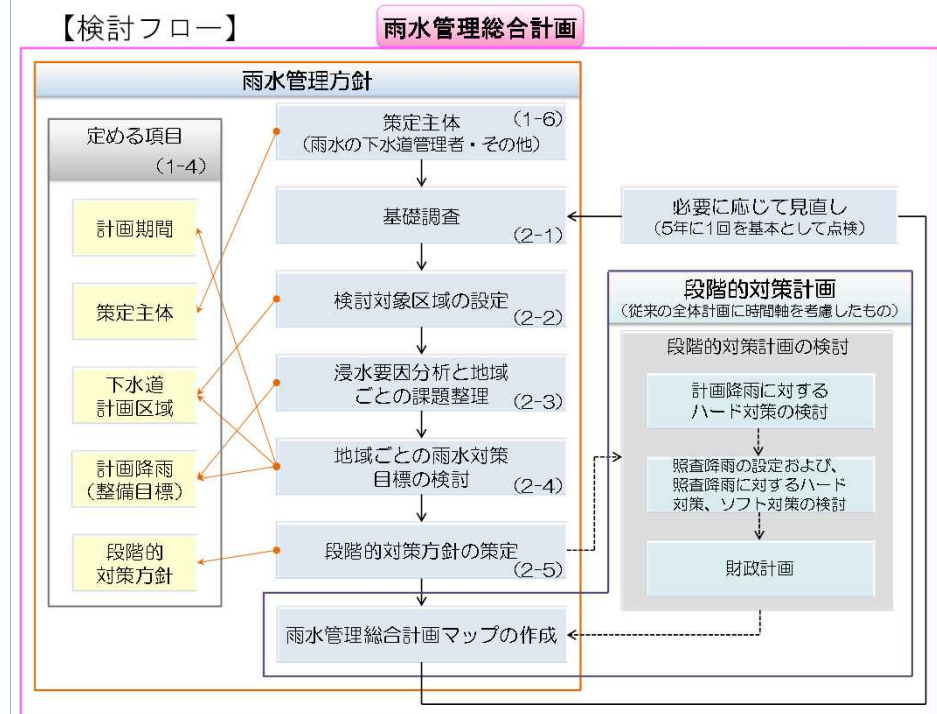 【検討フロー】
雨水管理総合計画
雨水管理方針
定める項目
(1-4)
計画期間
策定主体
下水道
計画区域
計画降雨
(整備目標)
段階的
対策方針
策定主体
(1-6)
(雨水の下水道管理者・その他)
基礎調査
(2-1)
検討対象区域の設定
(2-2)
浸水要因分析と地域
ごとの課題整理
(2-3)
地域ごとの雨水対策
目標の検討
(2-4)
段階的対策方針の策定
(2-5)
雨水管理総合計画マップの作成
必要に応じて見直し
(5年に1回を基本として点検)
段階的対策計画
(従来の全体計画に時間軸を考慮したもの)
段階的対策計画の検討
計画降雨に対する
ハード対策の検討
照査降雨の設定および、
照査降雨に対するハード
対策、ソフト対策の検討
財政計画